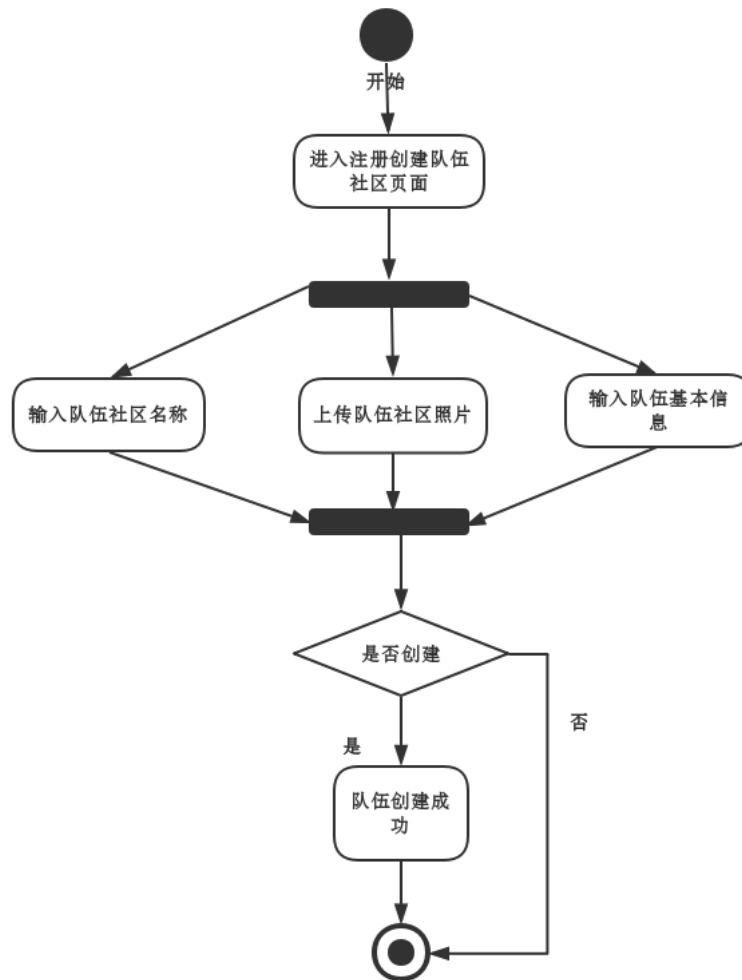 开始
进入注册创建队伍
社区页面
输入队伍社区名称
上传队伍社区照片
输入队伍基本信
息
是否创建
否
是
队伍创建成
功